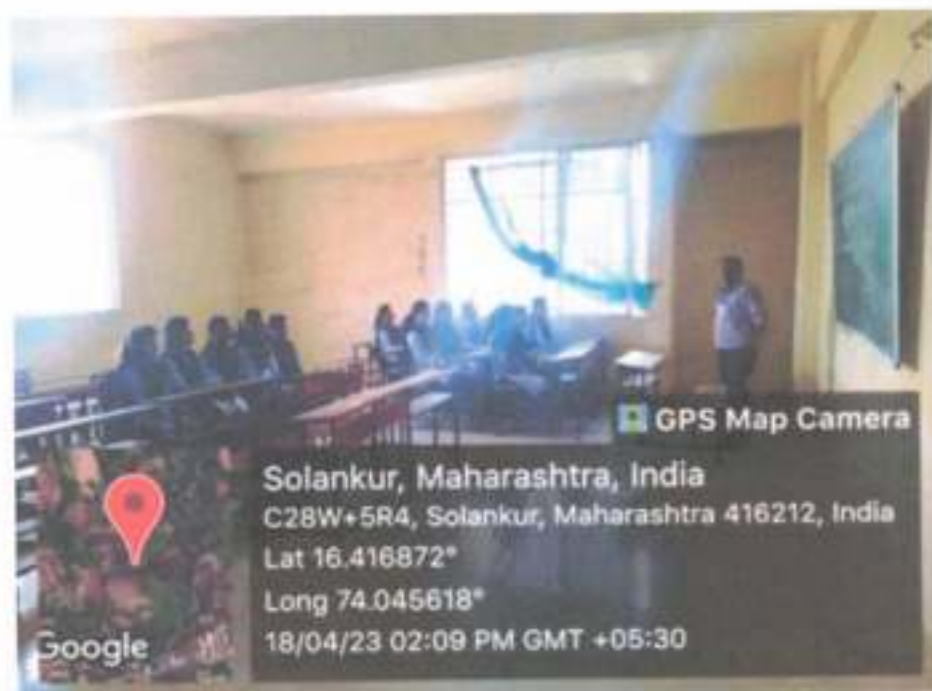 GPS Map Camera
Solankur, Maharashtra, India
C28W+5R4, Solankur, Maharashtra 416212, India
Lat 16.416872°
Long 74.045618°
18/04/23 02:09 PM GMT +05:30
Google